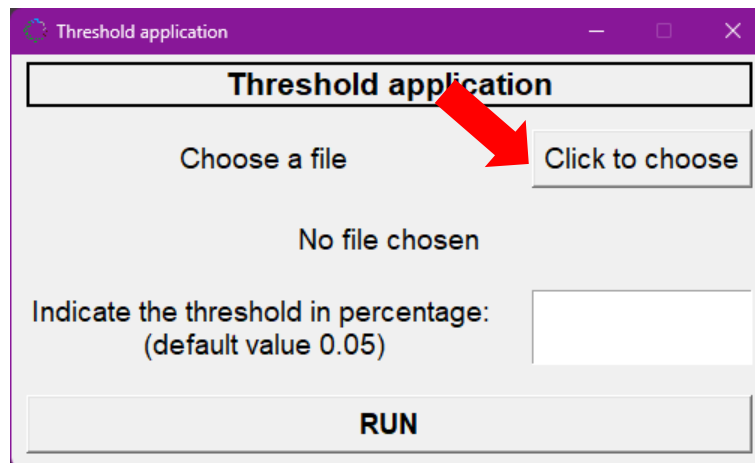 Threshold application
Threshold application
Choose a file
Click to choose
No file chosen
Indicate the threshold in percentage:
(default value 0.05)
RUN